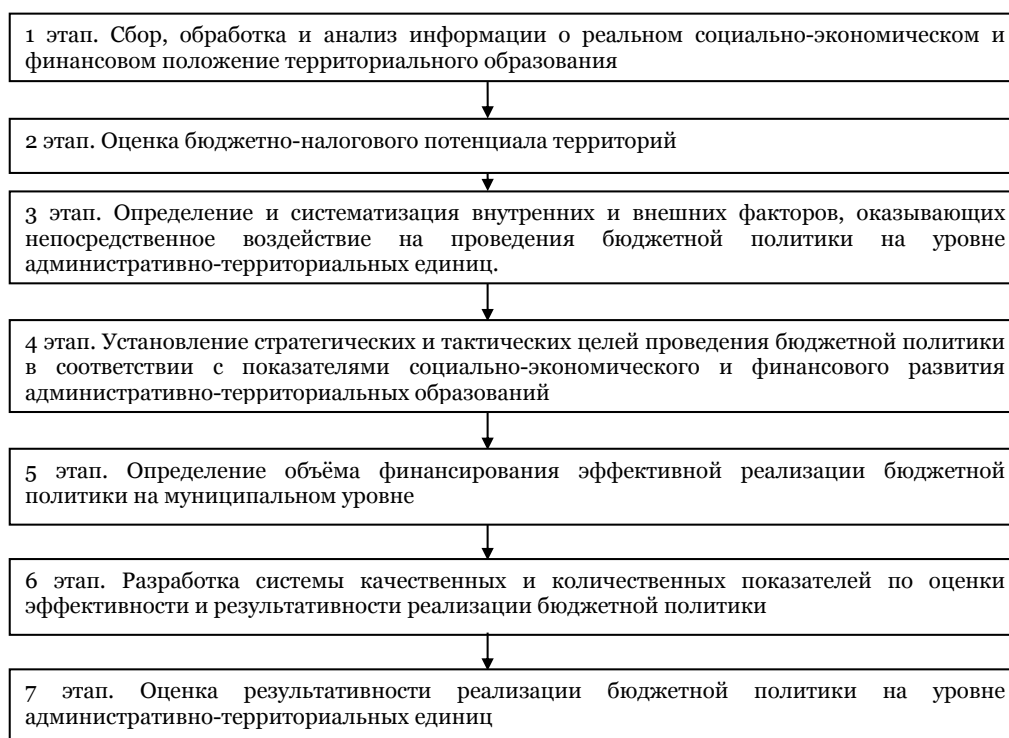 1 этап. Сбор, обработка и анализ информации о реальном социально-экономическом и
финансовом положение территориального образования
2 этап. Оценка бюджетно-налогового потенциала территорий
3 этап. Определение и систематизация внутренних и внешних факторов, оказывающих
непосредственное воздействие на проведения бюджетной политики на уровне
административно-территориальных единиц.
4 этап. Установление стратегических и тактических целей проведения бюджетной политики
в соответствии с показателями социально-экономического и финансового развития
административно-территориальных образований
5 этап. Определение объёма финансирования эффективной реализации бюджетной
политики на муниципальном уровне
6 этап. Разработка системы качественных и количественных показателей по оценки
эффективности и результативности реализации бюджетной политики
7 этап. Оценка результативности реализации бюджетной политики на уровне
административно-территориальных единиц